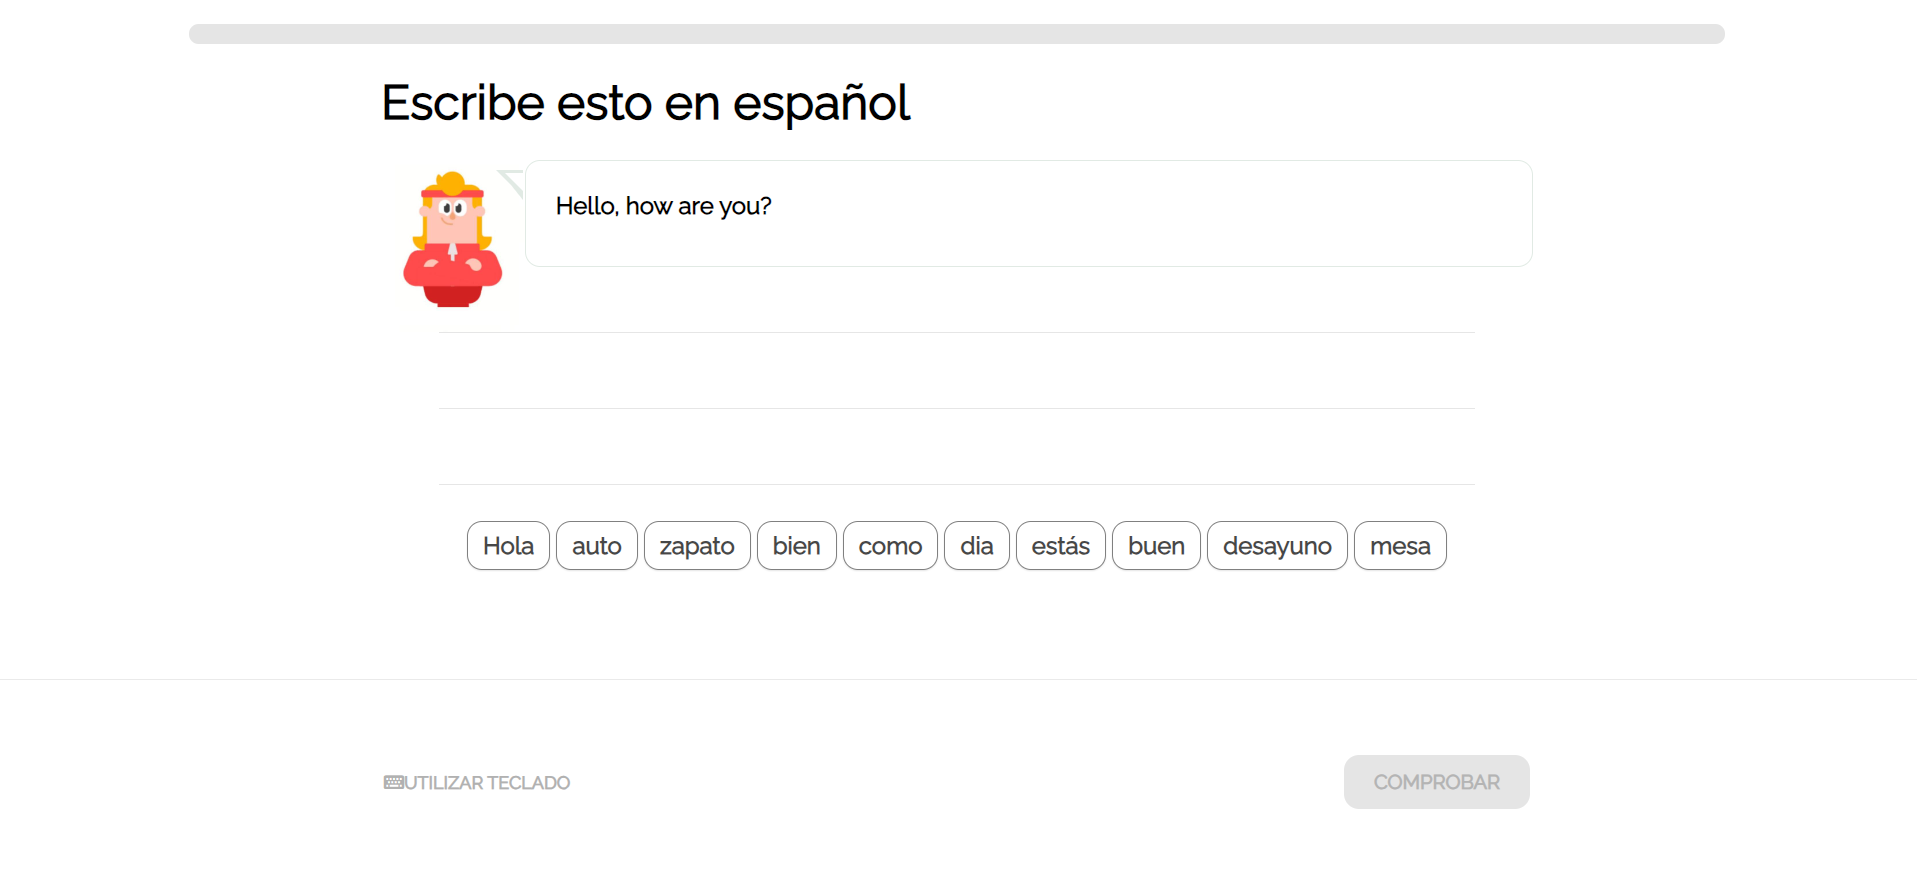 Escribe esto en español
Hello, how are you?
Hola auto zapato bien como dia estás buen desayuno mesa
UTILIZAR TECLADO
COMPROBAR